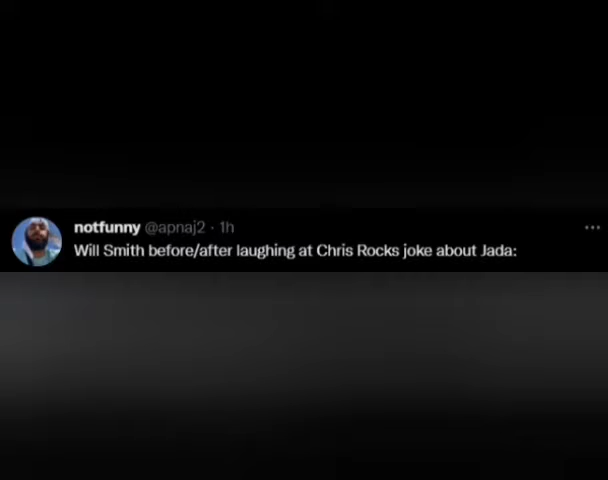 notfunny @apnaj2 · 1h
Will Smith before/after laughing at Chris Rocks joke about Jada: